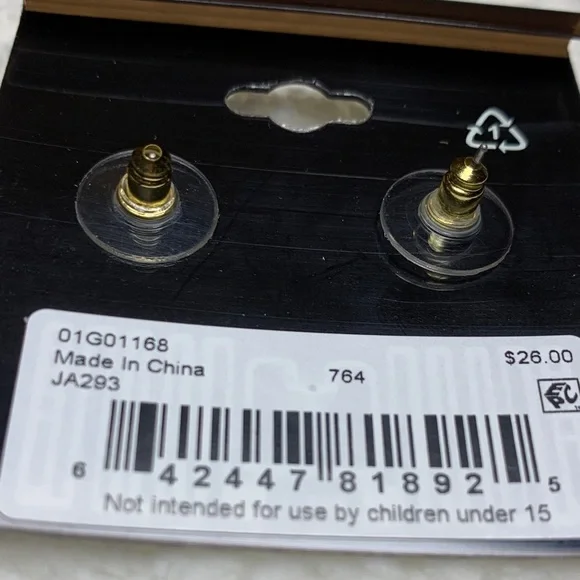 1
01G01168
$26.00
Made In China
764
JA293
EPC
6 42447 81892 5
Not intended for use by children under 15